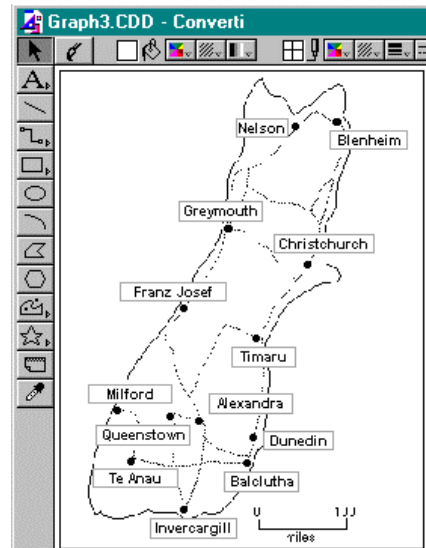 Graph3.CDD - Converti
A
Nelson
Blenheim
Greymouth
Christchurch
Franz Josef
Timaru
Milford
Alexandra
Queenstown
Dunedin
Te Anau
Balclutha
Invercargill
0 100
miles